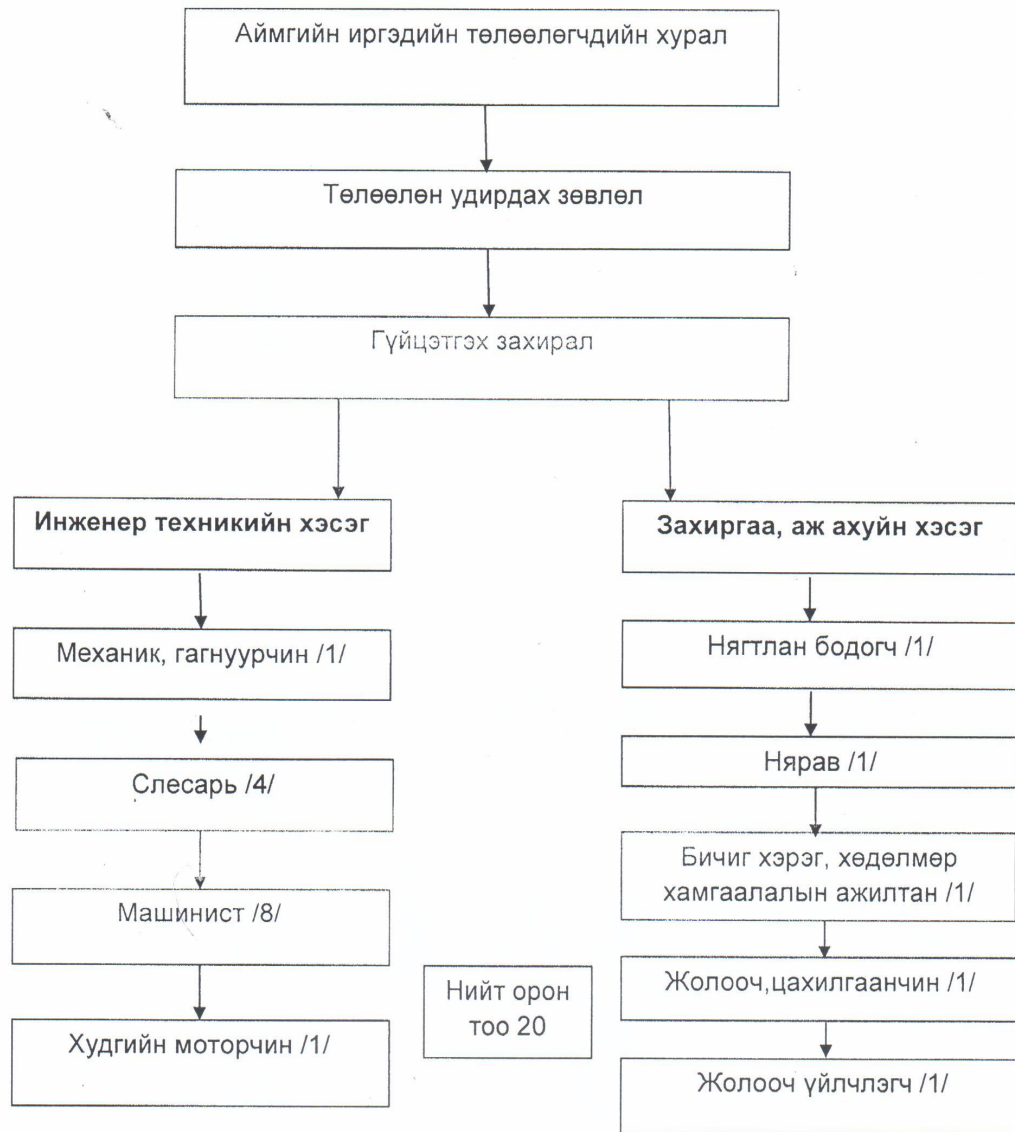 Аймгийн иргэдийн төлөөлөгчдийн хурал
Төлөөлөн удирдах зөвлөл
Гүйцэтгэх захирал
Инженер техникийн хэсэг
Механик, гагнуурчин /1/
Слесарь /4/
Машинист /8/
Худгийн моторчин /1/
Захиргаа, аж ахуйн хэсэг
Нягтлан бодогч /1/
Нярав /1/
Бичиг хэрэг, хөдөлмөр
хамгаалалын ажилтан /1/
Жолооч,цахилгаанчин /1/
Жолооч үйлчлэгч /1/
Нийт орон
тоо 20